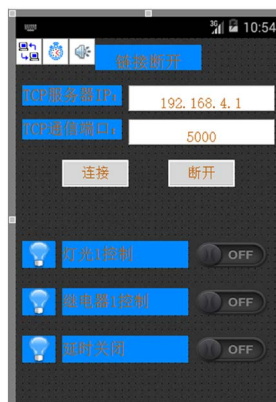 3G 10:54
链接断开
TCP服务器IP: 192.168.4.1
TCP通信端口: 5000
连接 断开
灯光1控制 OFF
继电器1控制 OFF
延时关闭 OFF